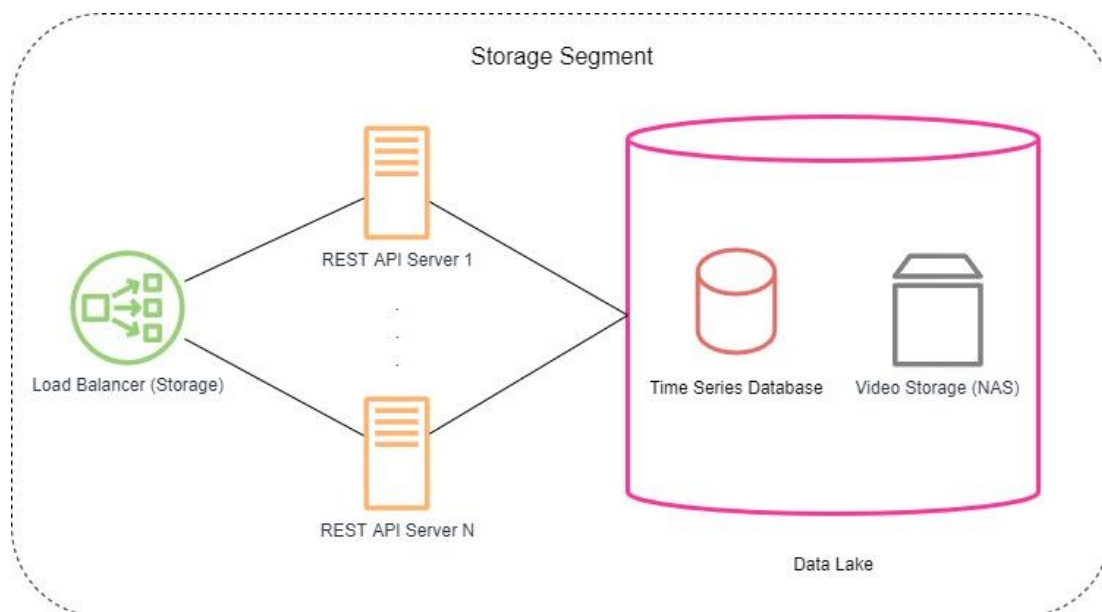 Storage Segment
REST API Server 1
.
.
.
Load Balancer (Storage)
Time Series Database
Video Storage (NAS)
REST API Server N
Data Lake